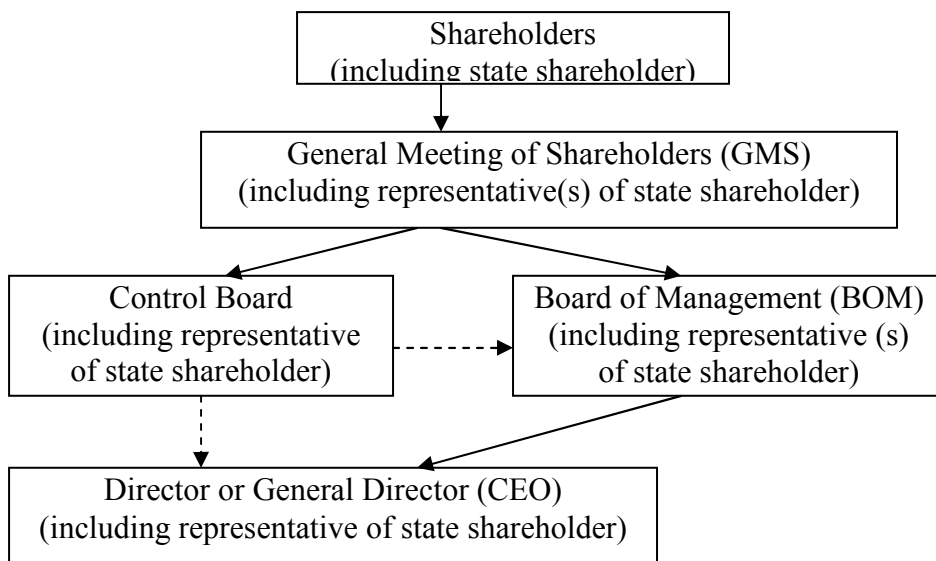 Shareholders
(including state shareholder)
General Meeting of Shareholders (GMS)
(including representative(s) of state shareholder)
Control Board
(including representative
of state shareholder)
Board of Management (BOM)
(including representative (s)
of state shareholder)
Director or General Director (CEO)
(including representative of state shareholder)